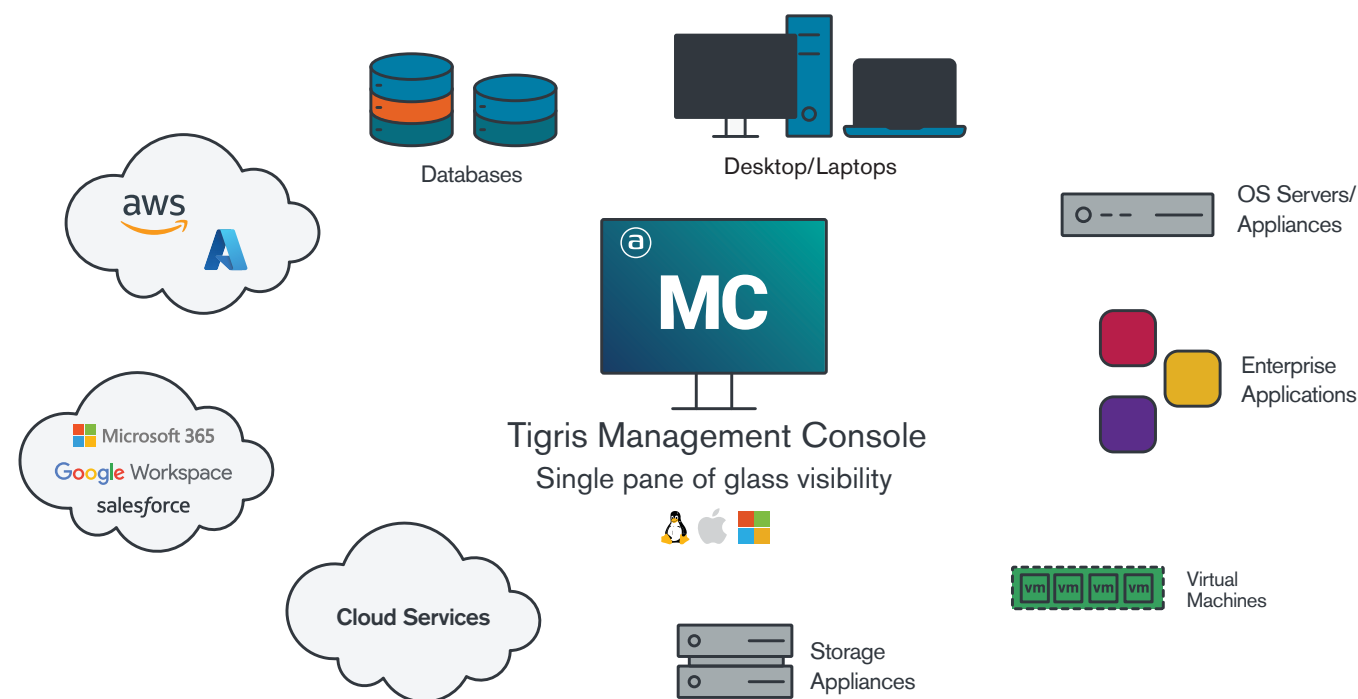 Databases
Desktop/Laptops
aws
OS Servers/
Appliances
a
MC
Enterprise
Applications
Microsoft 365
Google Workspace
salesforce
Tigris Management Console
Single pane of glass visibility
Cloud Services
vm vm vm vm
Virtual
Machines
Storage
Appliances